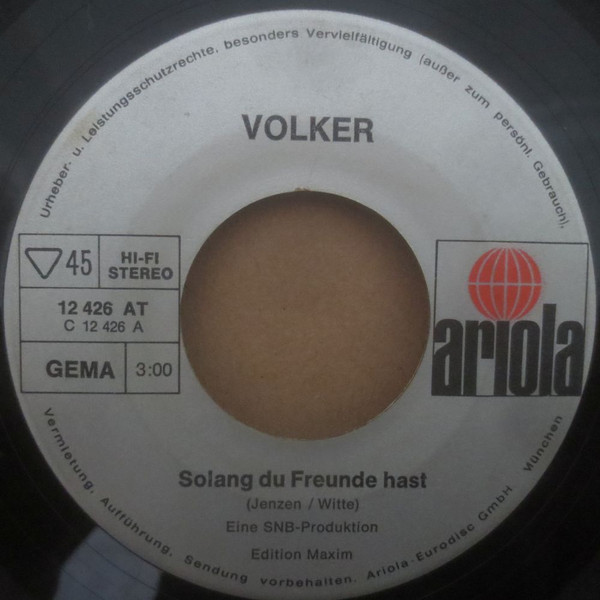 Urheber- u. Leistungsschutzrechte, besonders Vervielfältigung (außer zum persönl. Gebrauch),
VOLKER
45
HI-FI
STEREO
12 426 AT
C 12 426 A
GEMA
3:00
ariola
Solang du Freunde hast
(Jenzen / Witte)
Eine SNB-Produktion
Edition Maxim
Vermietung, Aufführung, Sendung vorbehalten. Ariola-Eurodisc GmbH München